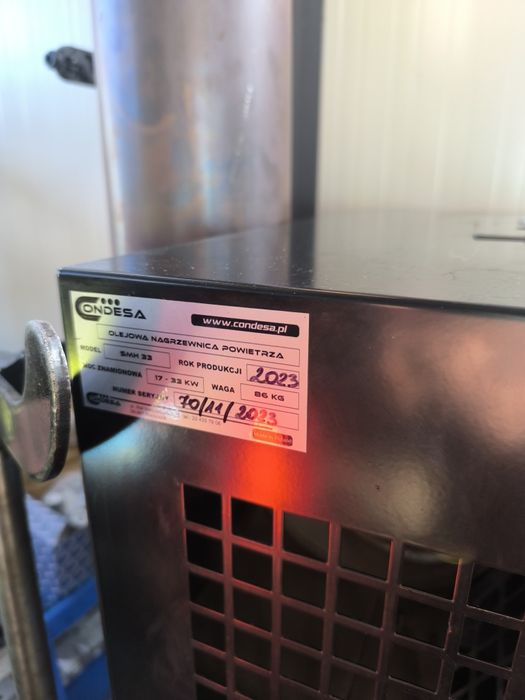 CONDESA
www.condesa.pl
OLEJOWA NAGRZEWNICA POWIETRZA
MODEL SMH 33 ROK PRODUKCJI 2023
MOC ZNAMIONOWA 17 - 33 KW WAGA 86 KG
NUMER SERYJNY 70/11/2023
CONDESA